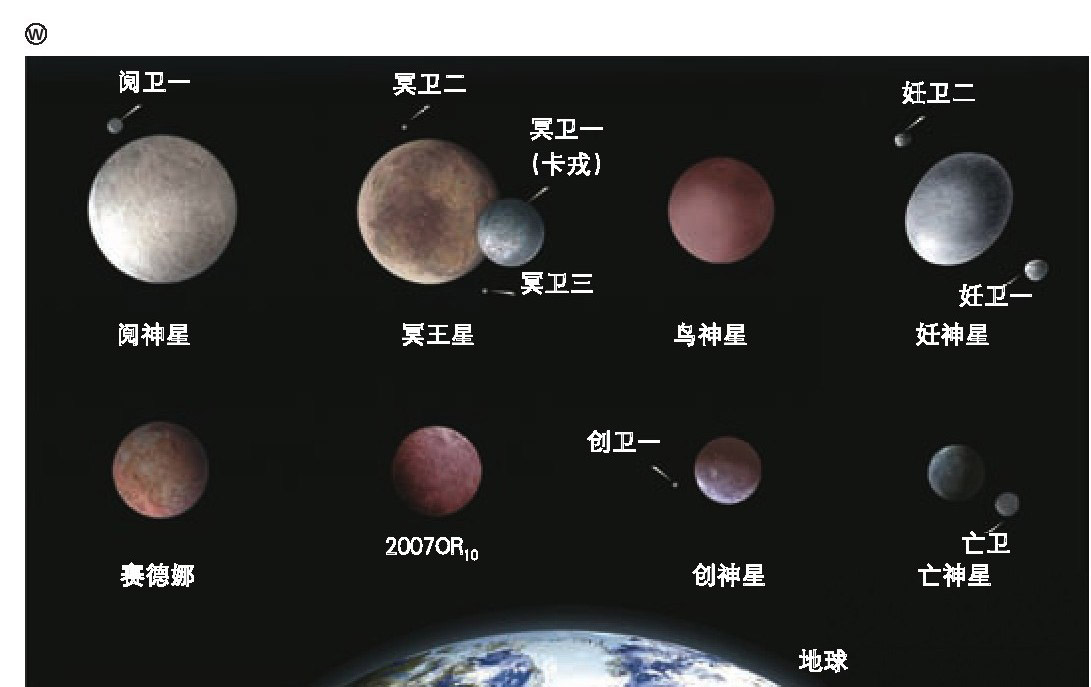 Ⓦ
阋卫一
冥卫二
冥卫一
(卡戎)
妊卫二
冥卫三
妊卫一
阋神星
冥王星
鸟神星
妊神星
创卫一
2007OR₁₀
亡卫
赛德娜
创神星
亡神星
地球